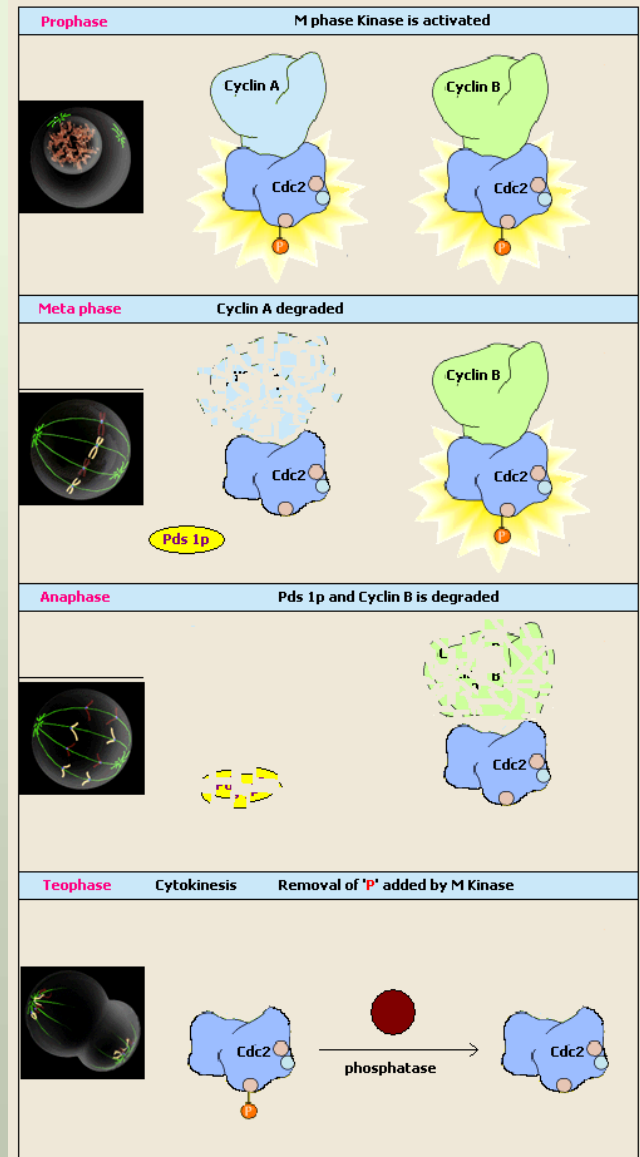 Prophase M phase Kinase is activated
Cyclin A Cyclin B
Cdc2 Cdc2
P P
Meta phase Cyclin A degraded
Cyclin B
Cdc2 Cdc2
P
Pds 1p
Anaphase Pds 1p and Cyclin B is degraded
B
Cdc2
Teophase Cytokinesis Removal of 'P' added by M Kinase
Cdc2 Cdc2
phosphatase
P